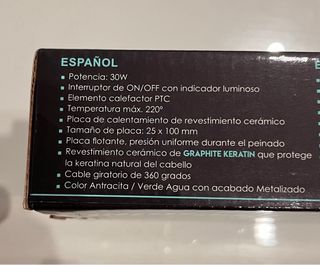 ESPAÑOL
Potencia: 30W
Interruptor de ON/OFF con indicador luminoso
Elemento calefactor PTC
Temperatura máx. 220º
Placa de calentamiento de revestimiento cerámico
Tamaño de placa: 25 x 100 mm
Placa flotante, presión uniforme durante el peinado
Revestimiento cerámico de GRAPHITE KERATIN que protege
la keratina natural del cabello
Cable giratorio de 360 grados
Color Antracita / Verde Agua con acabado Metalizado